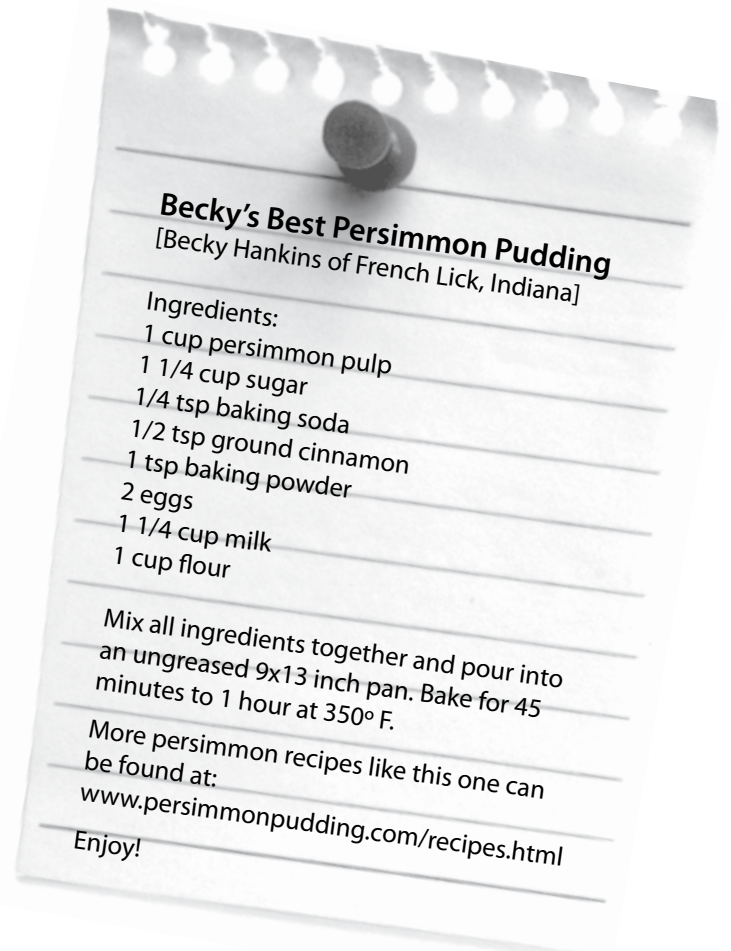 Becky's Best Persimmon Pudding
[Becky Hankins of French Lick, Indiana]
Ingredients:
1 cup persimmon pulp
1 1/4 cup sugar
1/4 tsp baking soda
1/2 tsp ground cinnamon
1 tsp baking powder
2 eggs
1 1/4 cup milk
1 cup flour
Mix all ingredients together and pour into
an ungreased 9x13 inch pan. Bake for 45
minutes to 1 hour at 350º F.
More persimmon recipes like this one can
be found at:
www.persimmonpudding.com/recipes.html
Enjoy!